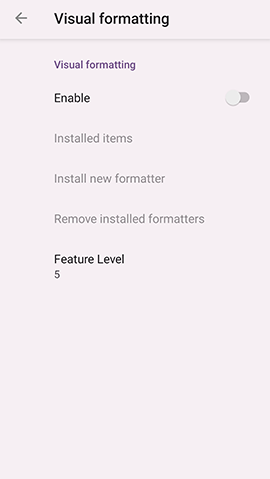 Visual formatting
Visual formatting
Enable
Installed items
Install new formatter
Remove installed formatters
Feature Level
5